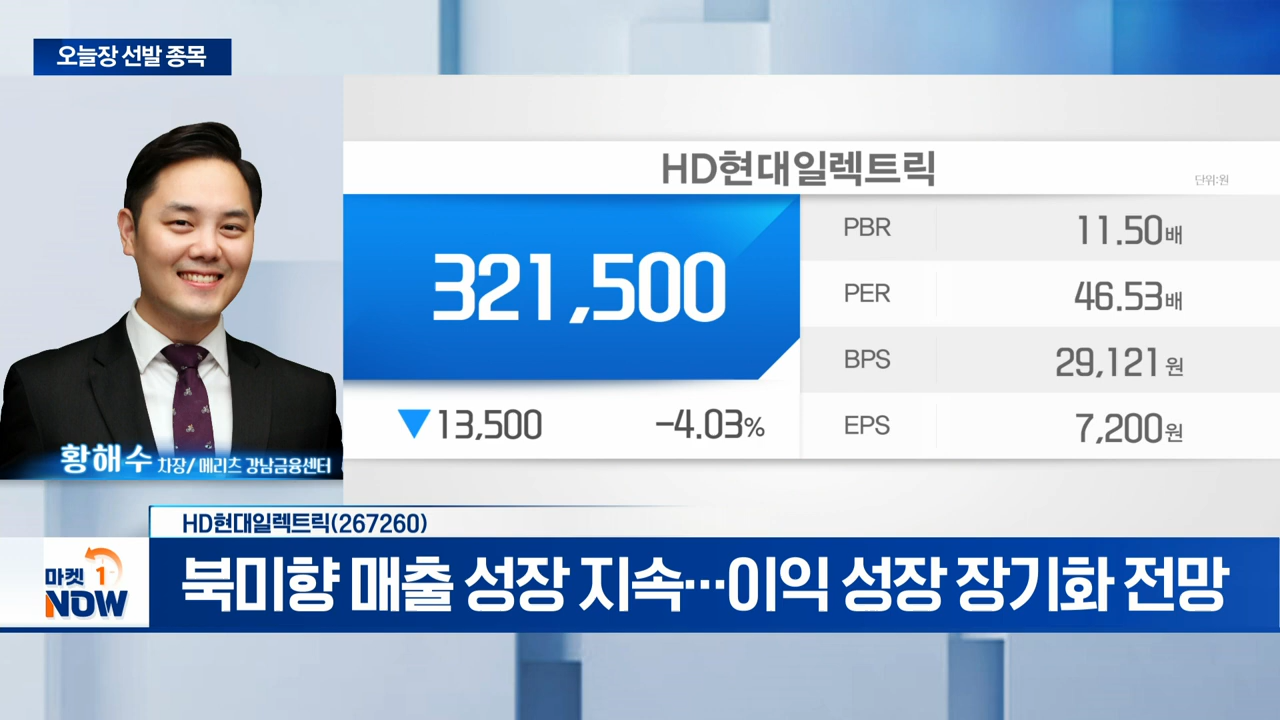 오늘장 선발 종목
HD현대일렉트릭
단위:원
321,500
▼13,500 -4.03%
PBR 11.50배
PER 46.53배
BPS 29,121원
EPS 7,200원
황해수 차장/ 메리츠 강남금융센터
HD현대일렉트릭(267260)
마켓 1
NOW
북미향 매출 성장 지속…이익 성장 장기화 전망